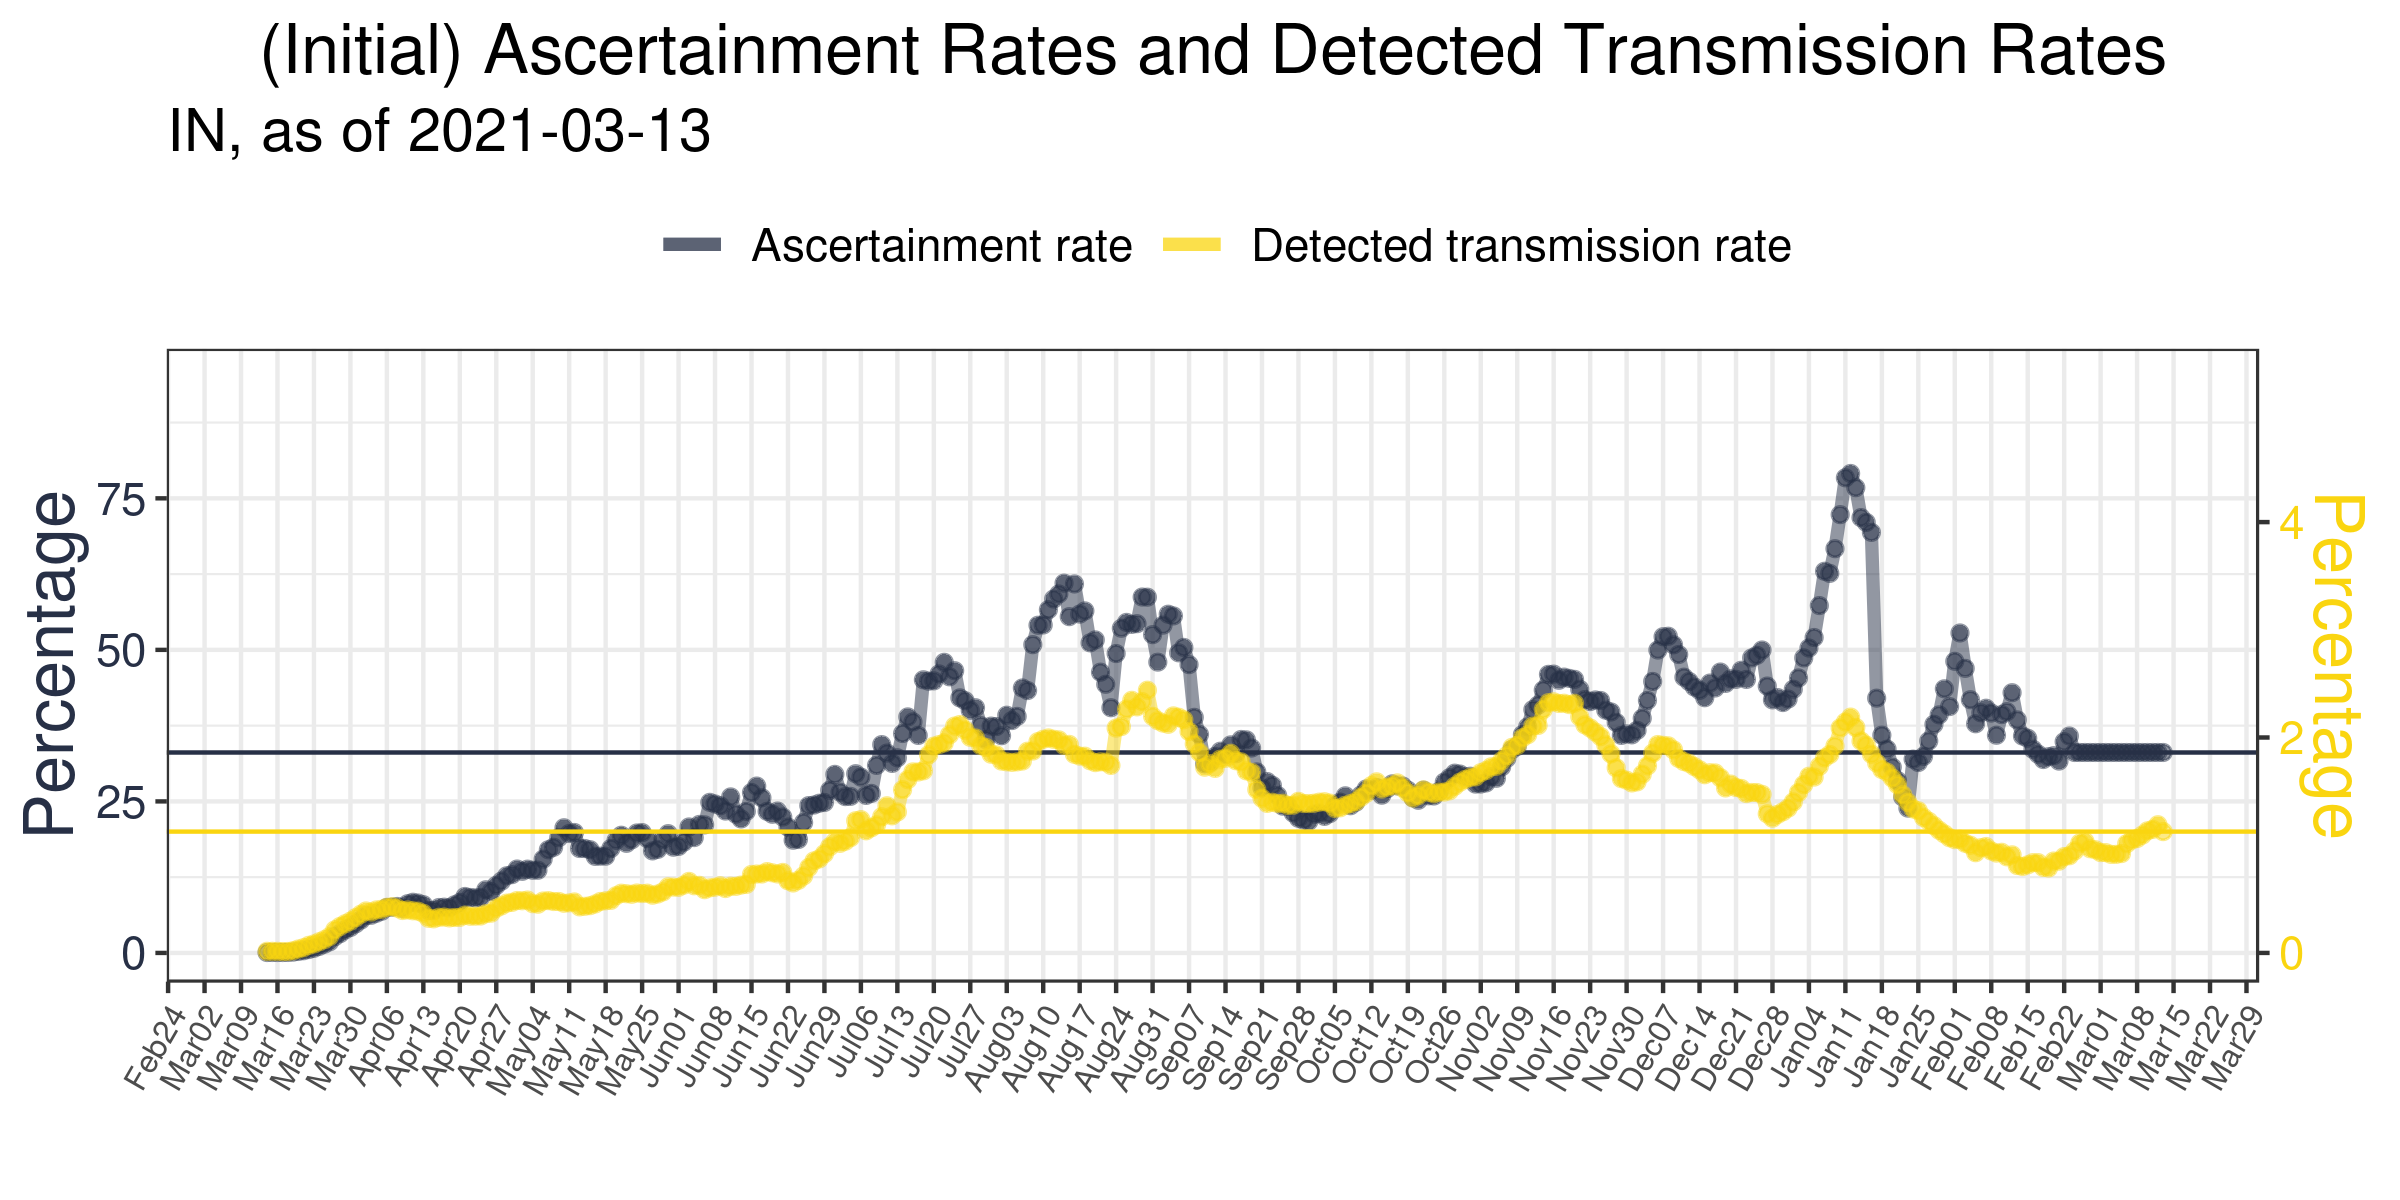 (Initial) Ascertainment Rates and Detected Transmission Rates
IN, as of 2021-03-13
Ascertainment rate Detected transmission rate
Percentage
75
50
25
0
4
2
0
Percentage
Feb24 Mar02 Mar09 Mar16 Mar23 Mar30 Apr06 Apr13 Apr20 Apr27 May04 May11 May18 May25 Jun01 Jun08 Jun15 Jun22 Jun29 Jul06 Jul13 Jul20 Jul27 Aug03 Aug10 Aug17 Aug24 Aug31 Sep07 Sep14 Sep21 Sep28 Oct05 Oct12 Oct19 Oct26 Nov02 Nov09 Nov16 Nov23 Nov30 Dec07 Dec14 Dec21 Dec28 Jan04 Jan11 Jan18 Jan25 Feb01 Feb08 Feb15 Feb22 Mar01 Mar08 Mar15 Mar22 Mar29